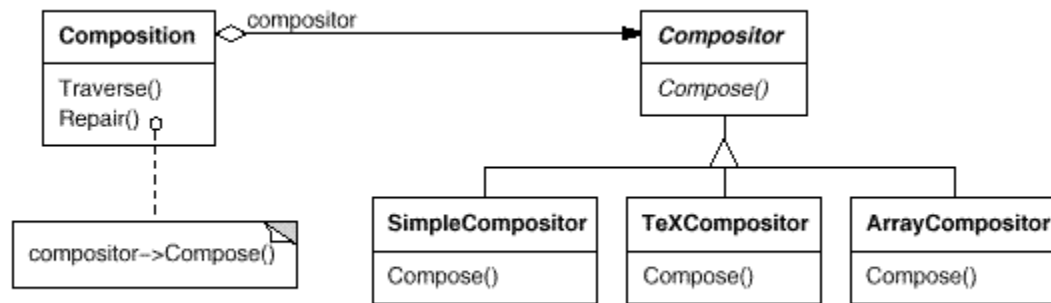 Composition
Traverse()
Repair()
compositor
Compositor
Compose()
compositor->Compose()
SimpleCompositor
Compose()
TeXCompositor
Compose()
ArrayCompositor
Compose()